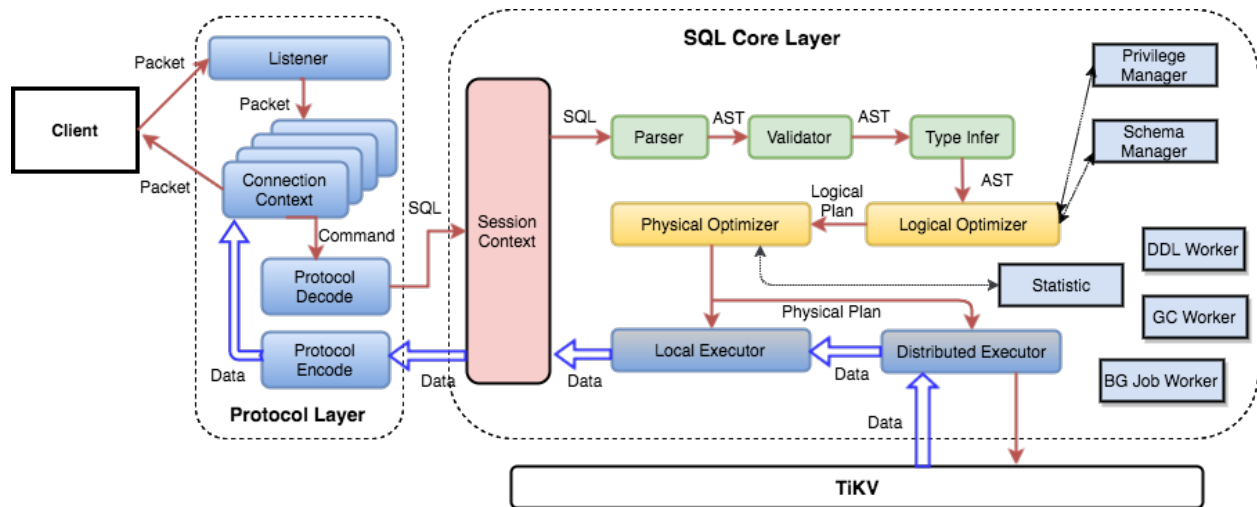 SQL Core Layer
Packet
Listener
Privilege
Manager
Packet
Client
SQL
AST
AST
Parser
Validator
Type Infer
Schema
Manager
Packet
Connection
Context
AST
SQL
Logical
Plan
Session
Context
Physical Optimizer
Logical Optimizer
Command
DDL Worker
Protocol
Decode
Statistic
Physical Plan
GC Worker
Protocol
Encode
Local Executor
Distributed Executor
Data
Data
Data
Data
BG Job Worker
Protocol Layer
Data
TiKV